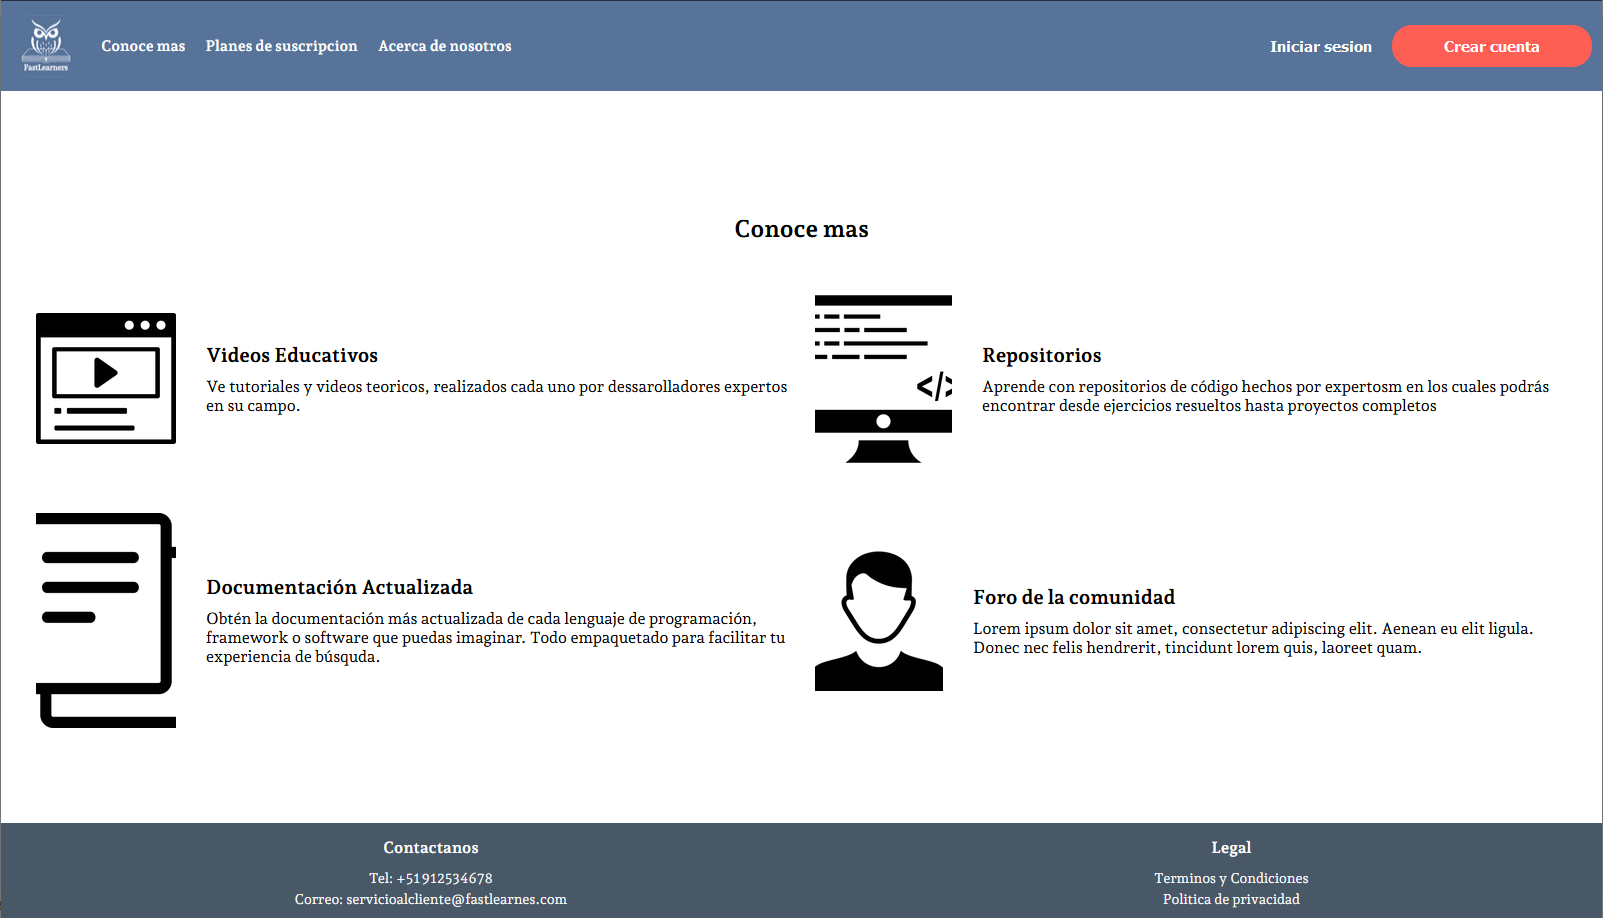 FastLearners
Conoce mas
Planes de suscripcion
Acerca de nosotros
Iniciar sesion
Crear cuenta
Conoce mas
Videos Educativos
Ve tutoriales y videos teoricos, realizados cada uno por dessarolladores expertos
en su campo.
</>
Repositorios
Aprende con repositorios de código hechos por expertosm en los cuales podrás
encontrar desde ejercicios resueltos hasta proyectos completos
Documentación Actualizada
Obtén la documentación más actualizada de cada lenguaje de programación,
framework o software que puedas imaginar. Todo empaquetado para facilitar tu
experiencia de búsquda.
Foro de la comunidad
Lorem ipsum dolor sit amet, consectetur adipiscing elit. Aenean eu elit ligula.
Donec nec felis hendrerit, tincidunt lorem quis, laoreet quam.
Contactanos
Tel: +51912534678
Correo: servicioalcliente@fastlearnes.com
Legal
Terminos y Condiciones
Politica de privacidad